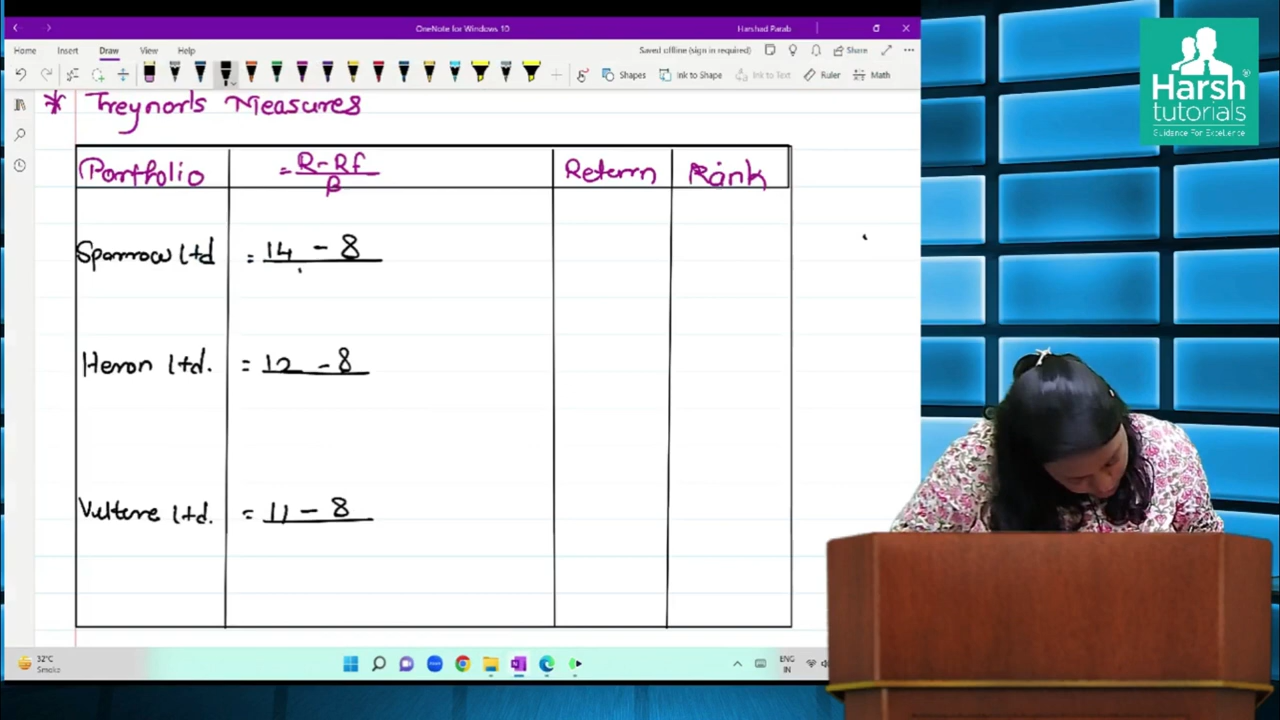 OneNote for Windows 10
Harshad Parab
Home Insert Draw View Help
Saved offline (sign in required)
Share
Shapes
Ink to Shape
Ink to Text
Ruler
Math
* Treynor's Measures
Portfolio = R - Rf / β Return Rank
Sparrow Ltd = 14 - 8
Heron Ltd. = 12 - 8
Vulture Ltd. = 11 - 8
32°C
Smoke
ENG
IN
Harsh
tutorials
Guidance For Excellence